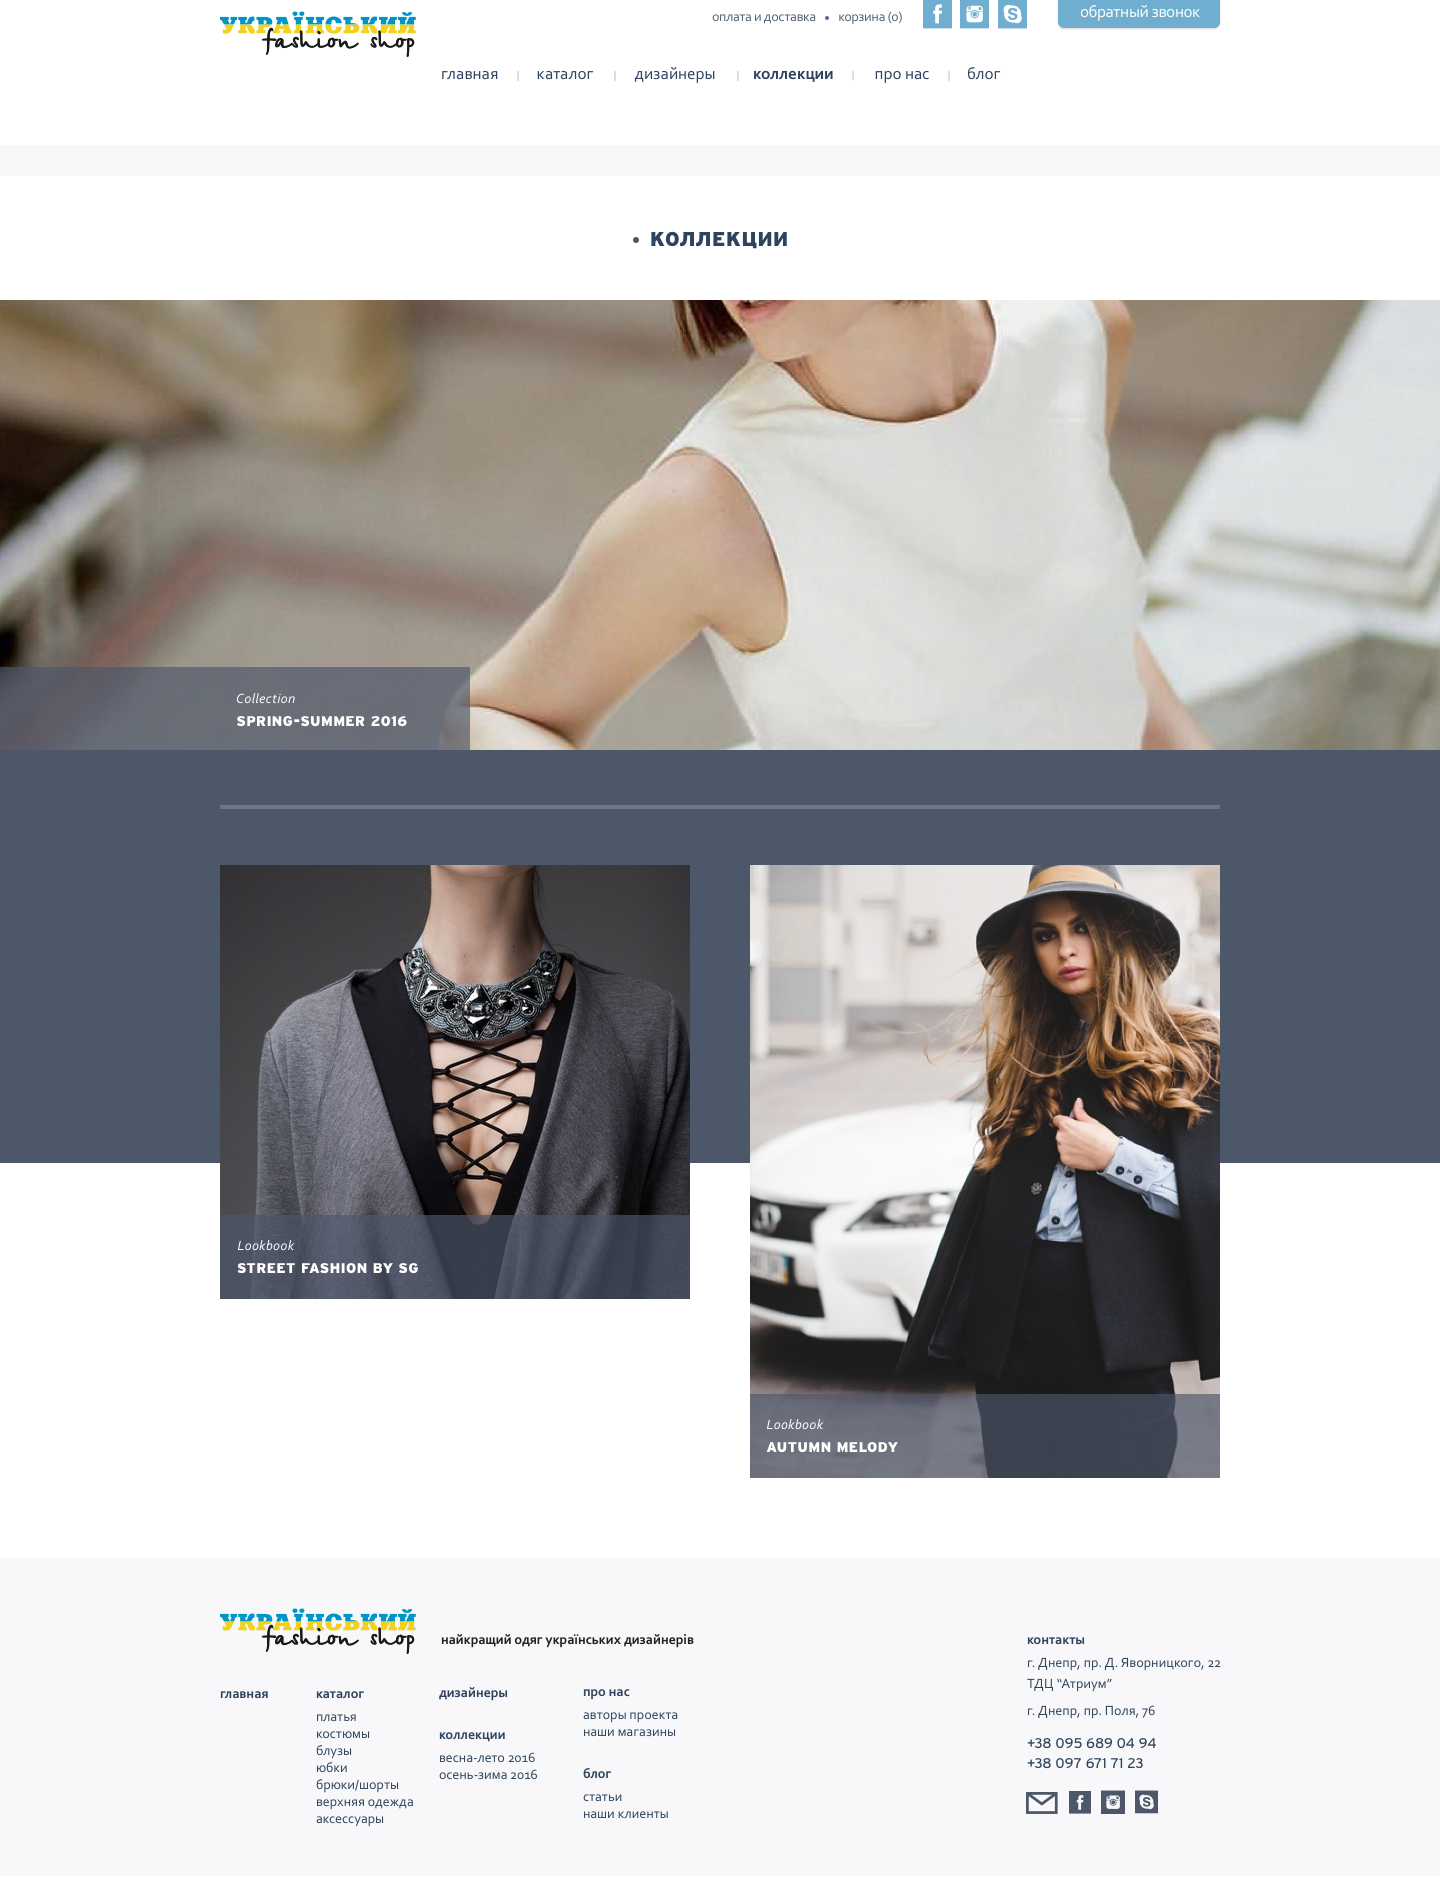 УКРАЇНСЬКИЙ
fashion shop
оплата и доставка • корзина (0)
обратный звонок
главная | каталог | дизайнеры | коллекции | про нас | блог
• КОЛЛЕКЦИИ
Collection
SPRING-SUMMER 2016
Lookbook
STREET FASHION BY SG
Lookbook
AUTUMN MELODY
УКРАЇНСЬКИЙ
fashion shop
найкращий одяг українських дизайнерів
главная
каталог
платья
костюмы
блузы
юбки
брюки/шорты
верхняя одежда
аксессуары
дизайнеры
коллекции
весна-лето 2016
осень-зима 2016
про нас
авторы проекта
наши магазины
блог
статьи
наши клиенты
контакты
г. Днепр, пр. Д. Яворницкого, 22
ТДЦ “Атриум”
г. Днепр, пр. Поля, 76
+38 095 689 04 94
+38 097 671 71 23